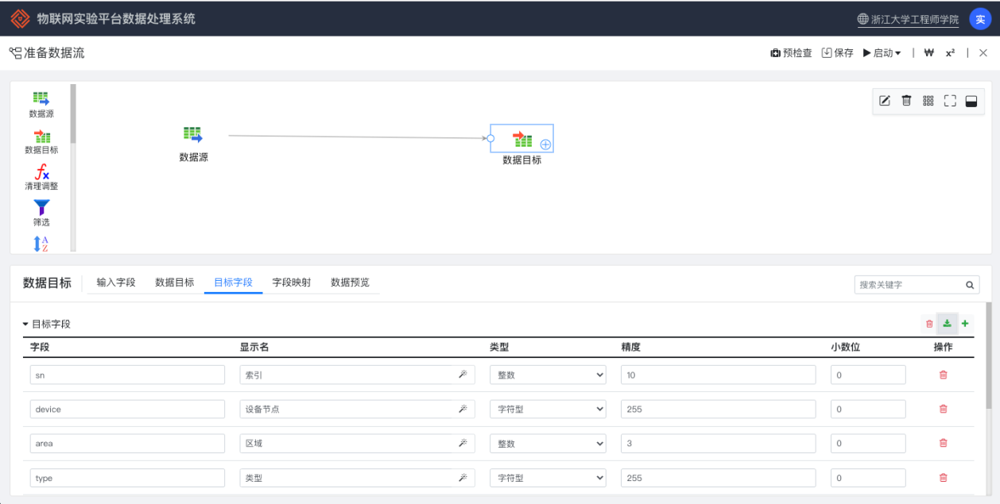 物联网实验平台数据处理系统
浙江大学工程师学院
实
准备数据流
预检查 保存 启动 | ₩ x² |
数据源
数据目标
清理调整
筛选
A
Z
数据源
数据目标
数据目标 输入字段 数据目标 目标字段 字段映射 数据预览
搜索关键字
目标字段
字段 显示名 类型 精度 小数位 操作
sn 索引 整数 10 0
device 设备节点 字符型 255 0
area 区域 整数 3 0
type 类型 字符型 255 0